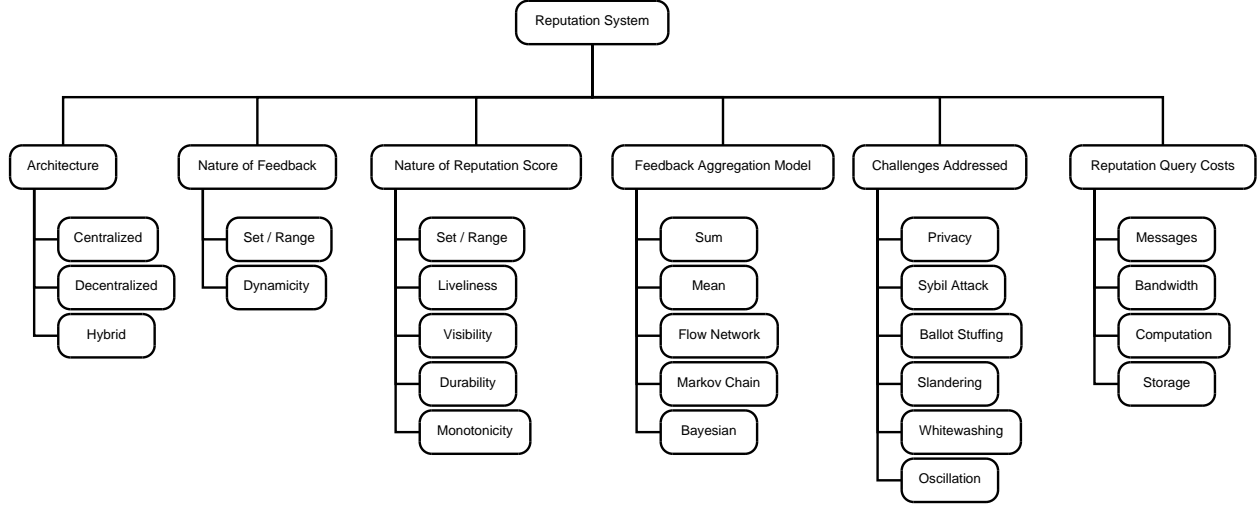 Reputation System
Architecture
Nature of Feedback
Nature of Reputation Score
Feedback Aggregation Model
Challenges Addressed
Reputation Query Costs
Centralized
Decentralized
Hybrid
Set / Range
Dynamicity
Set / Range
Liveliness
Visibility
Durability
Monotonicity
Sum
Mean
Flow Network
Markov Chain
Bayesian
Privacy
Sybil Attack
Ballot Stuffing
Slandering
Whitewashing
Oscillation
Messages
Bandwidth
Computation
Storage